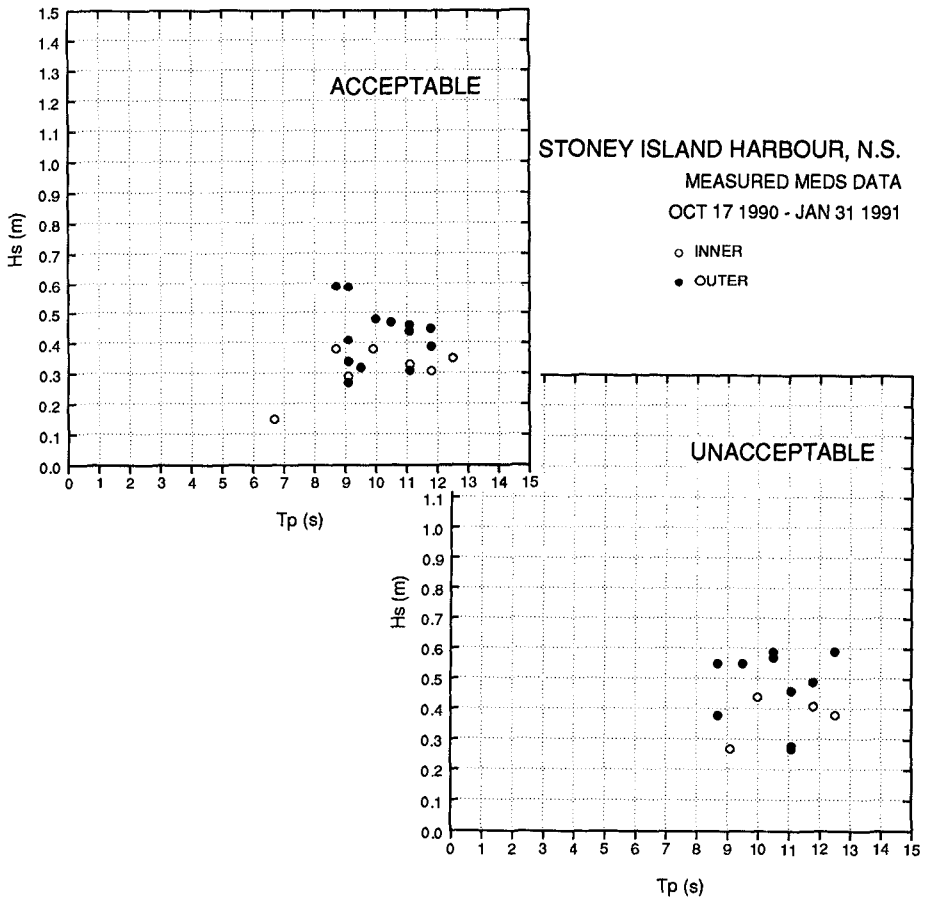 1.5
1.4
1.3
1.2
1.1
1.0
0.9
0.8
0.7
0.6
0.5
0.4
0.3
0.2
0.1
0.0
Hs (m)
ACCEPTABLE
0 1 2 3 4 5 6 7 8 9 10 11 12 13 14 15
Tp (s)
STONEY ISLAND HARBOUR, N.S.
MEASURED MEDS DATA
OCT 17 1990 - JAN 31 1991
INNER
OUTER
UNACCEPTABLE
1.1
1.0
0.9
0.8
0.7
0.6
0.5
0.4
0.3
0.2
0.1
0.0
Hs (m)
0 1 2 3 4 5 6 7 8 9 10 11 12 13 14 15
Tp (s)